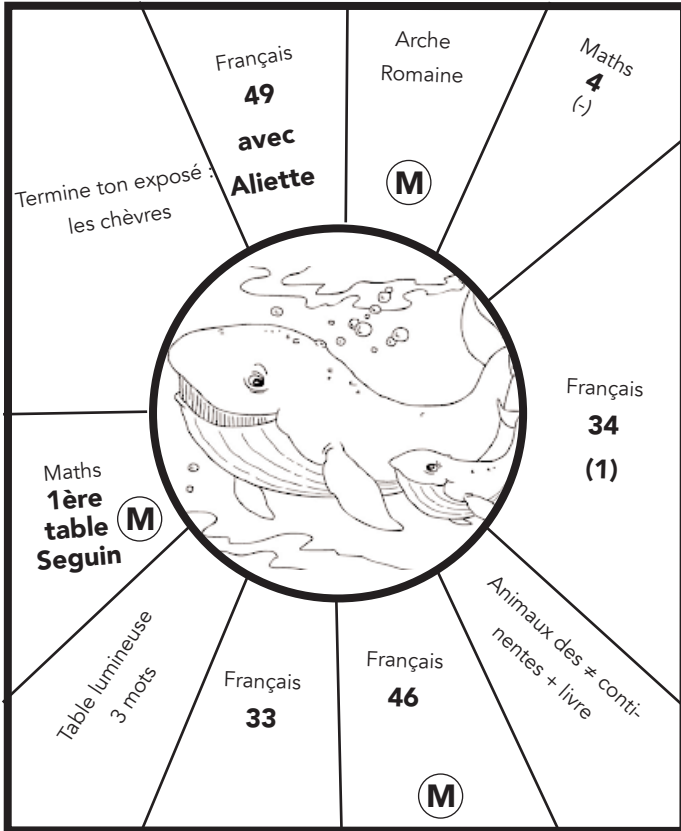 Français
49
avec
Aliette
Arche
Romaine
M
Maths
4
(-)
Français
34
(1)
Animaux des ≠ conti-
nentes + livre
Français
46
M
Français
33
Table lumineuse
3 mots
Maths
1ère
table
Seguin
M
Termine ton exposé :
les chèvres